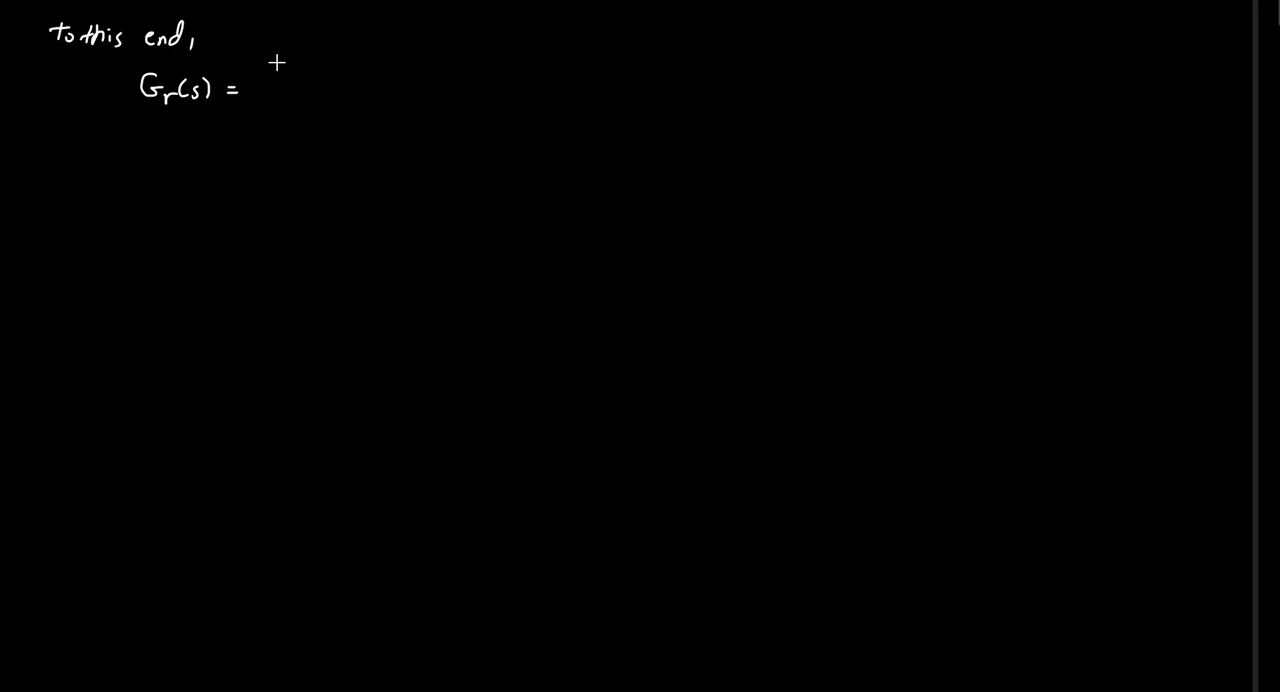 to this end,
Gr(s) =